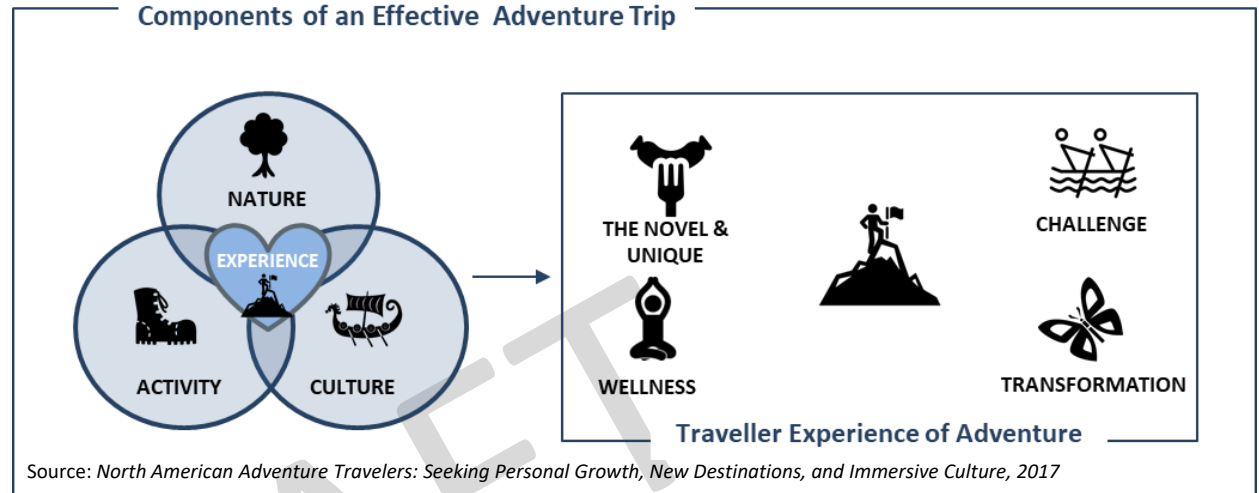 Components of an Effective Adventure Trip
NATURE
EXPERIENCE
ACTIVITY
CULTURE
THE NOVEL &
UNIQUE
CHALLENGE
WELLNESS
TRANSFORMATION
Traveller Experience of Adventure
Source: North American Adventure Travelers: Seeking Personal Growth, New Destinations, and Immersive Culture, 2017